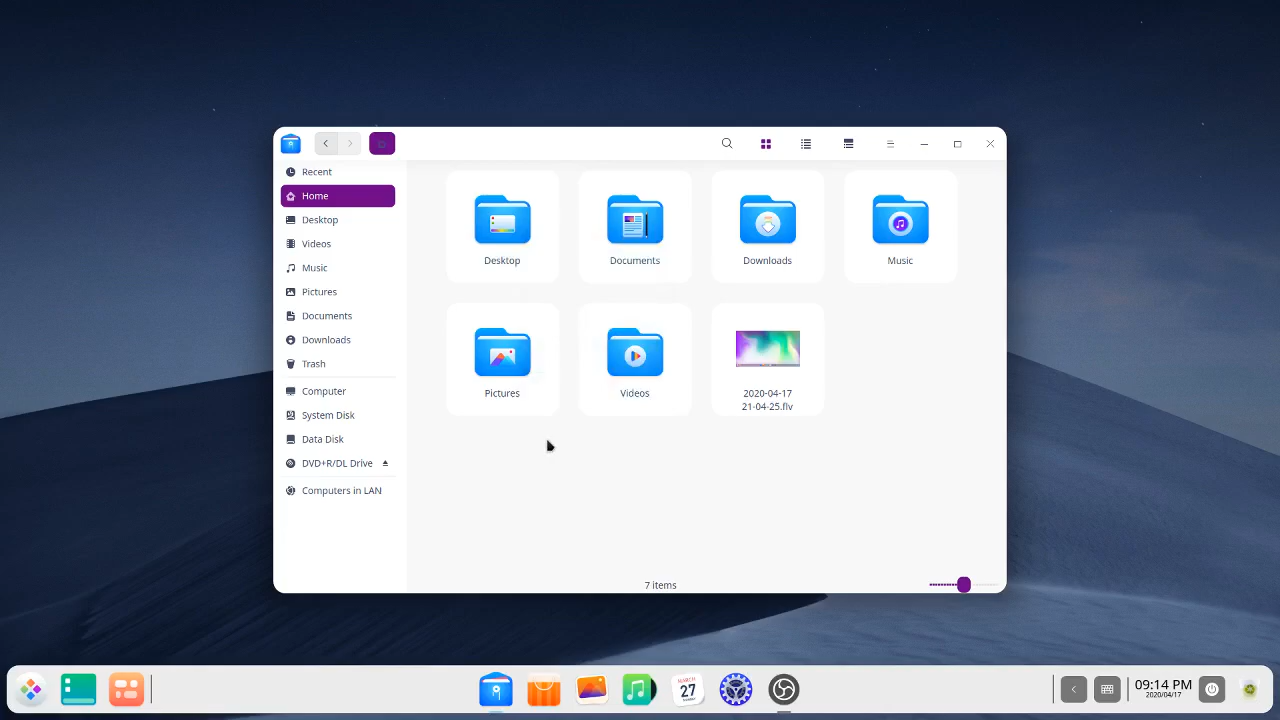 Recent
Home
Desktop
Videos
Music
Pictures
Documents
Downloads
Trash
Computer
System Disk
Data Disk
DVD+R/DL Drive
Computers in LAN
Desktop
Documents
Downloads
Music
Pictures
Videos
2020-04-17
21-04-25.flv
7 items
MARCH
27
09:14 PM
2020/04/17